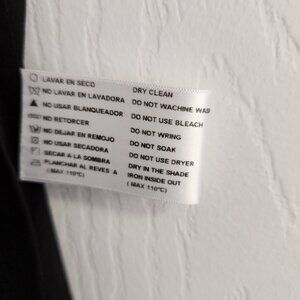 LAVAR EN SECO DRY CLEAN
NO LAVAR EN LAVADORA DO NOT WACHINE WAS
NO USAR BLANQUEADOR DO NOT USE BLEACH
NO RETORCER DO NOT WRING
NO DEJAR EN REMOJO DO NOT SOAK
NO USAR SECADORA DO NOT USE DRYER
SECAR A LA SOMBRA DRY IN THE SHADE
PLANCHAR AL REVES A IRON INSIDE OUT
( MAX 110ºC) ( MAX 110ºC)